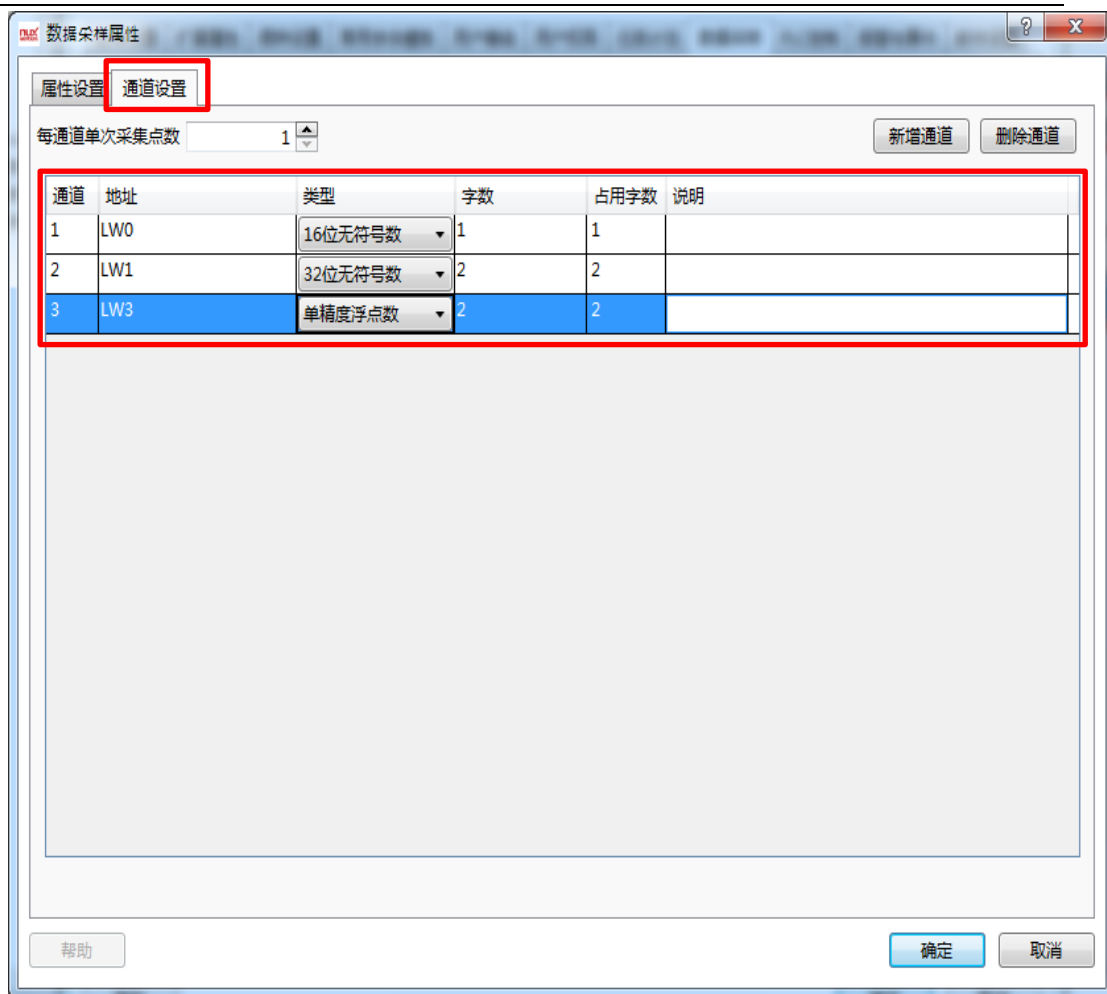 数据采样属性
属性设置 通道设置
每通道单次采集点数 1 新增通道 删除通道
通道 地址 类型 字数 占用字数 说明
1 LW0 16位无符号数 1 1
2 LW1 32位无符号数 2 2
3 LW3 单精度浮点数 2 2
帮助 确定 取消